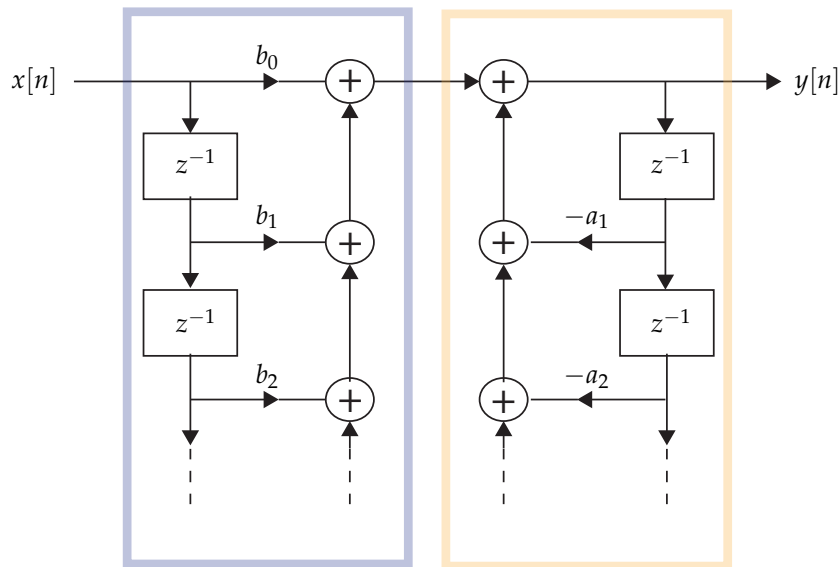 x[n] b₀ + + y[n]
z⁻¹ z⁻¹
b₁ + + −a₁
z⁻¹ z⁻¹
b₂ + + −a₂